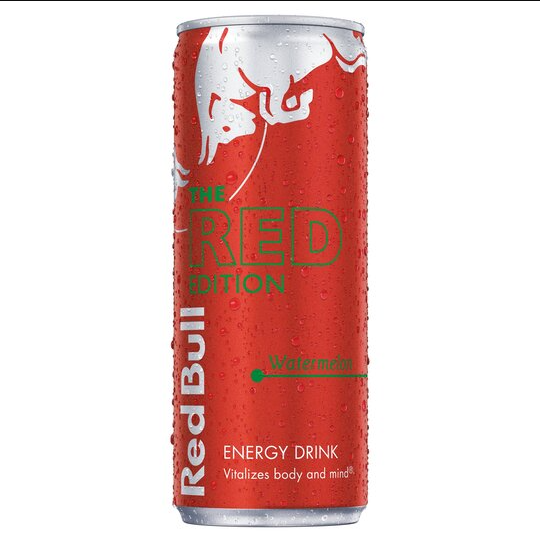 THE
RED
EDITION
Red Bull
Watermelon
ENERGY DRINK
Vitalizes body and mind®.